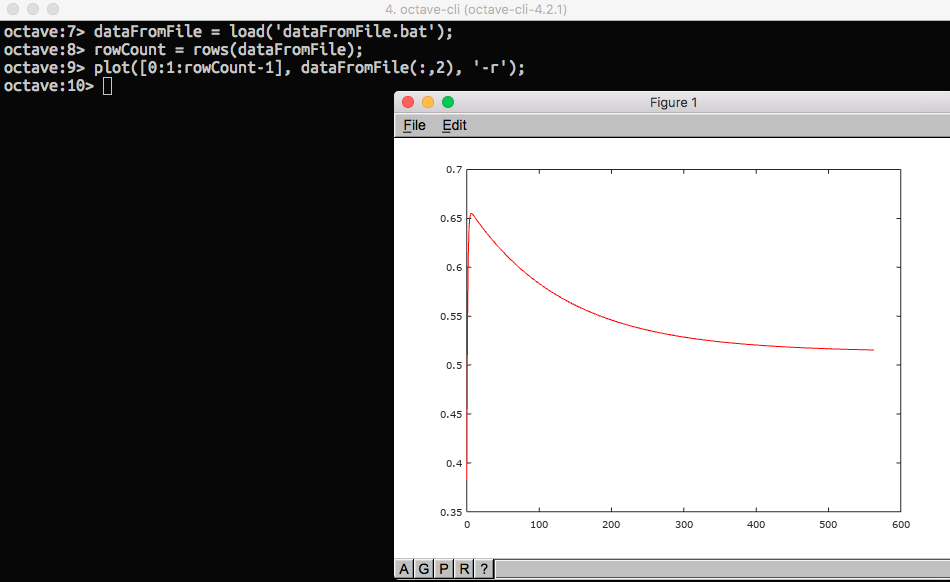 4. octave-cli (octave-cli-4.2.1)
octave:7> dataFromFile = load('dataFromFile.bat');
octave:8> rowCount = rows(dataFromFile);
octave:9> plot([0:1:rowCount-1], dataFromFile(:,2), '-r');
octave:10>
Figure 1
File Edit
0.7
0.65
0.6
0.55
0.5
0.45
0.4
0.35
0 100 200 300 400 500 600
A G P R ?